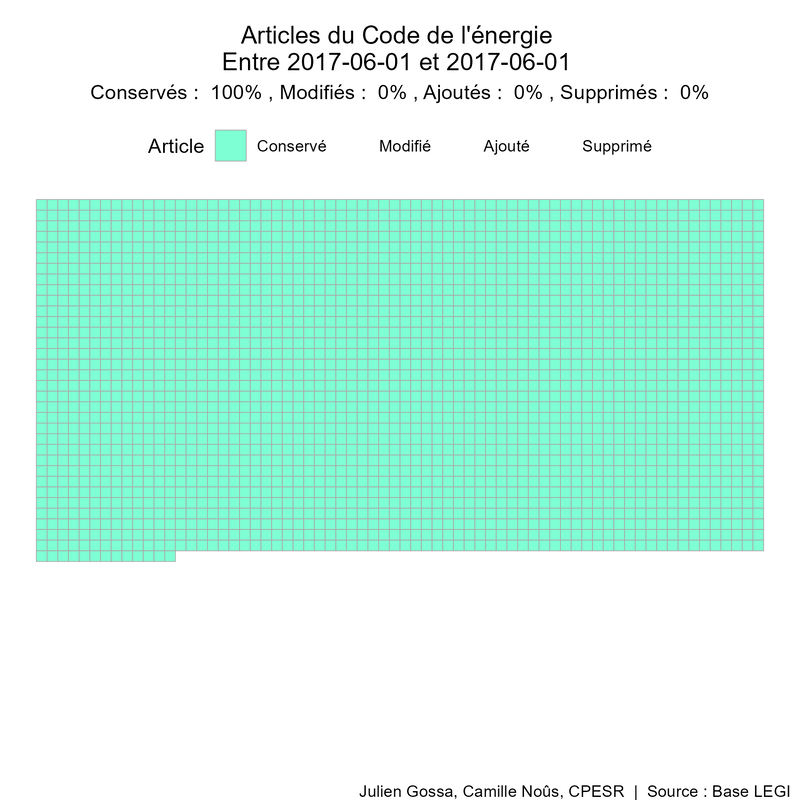 Articles du Code de l'énergie
Entre 2017-06-01 et 2017-06-01
Conservés :  100% , Modifiés :  0% , Ajoutés :  0% , Supprimés :  0%
Article Conservé Modifié Ajouté Supprimé
Julien Gossa, Camille Noûs, CPESR  |  Source : Base LEGI